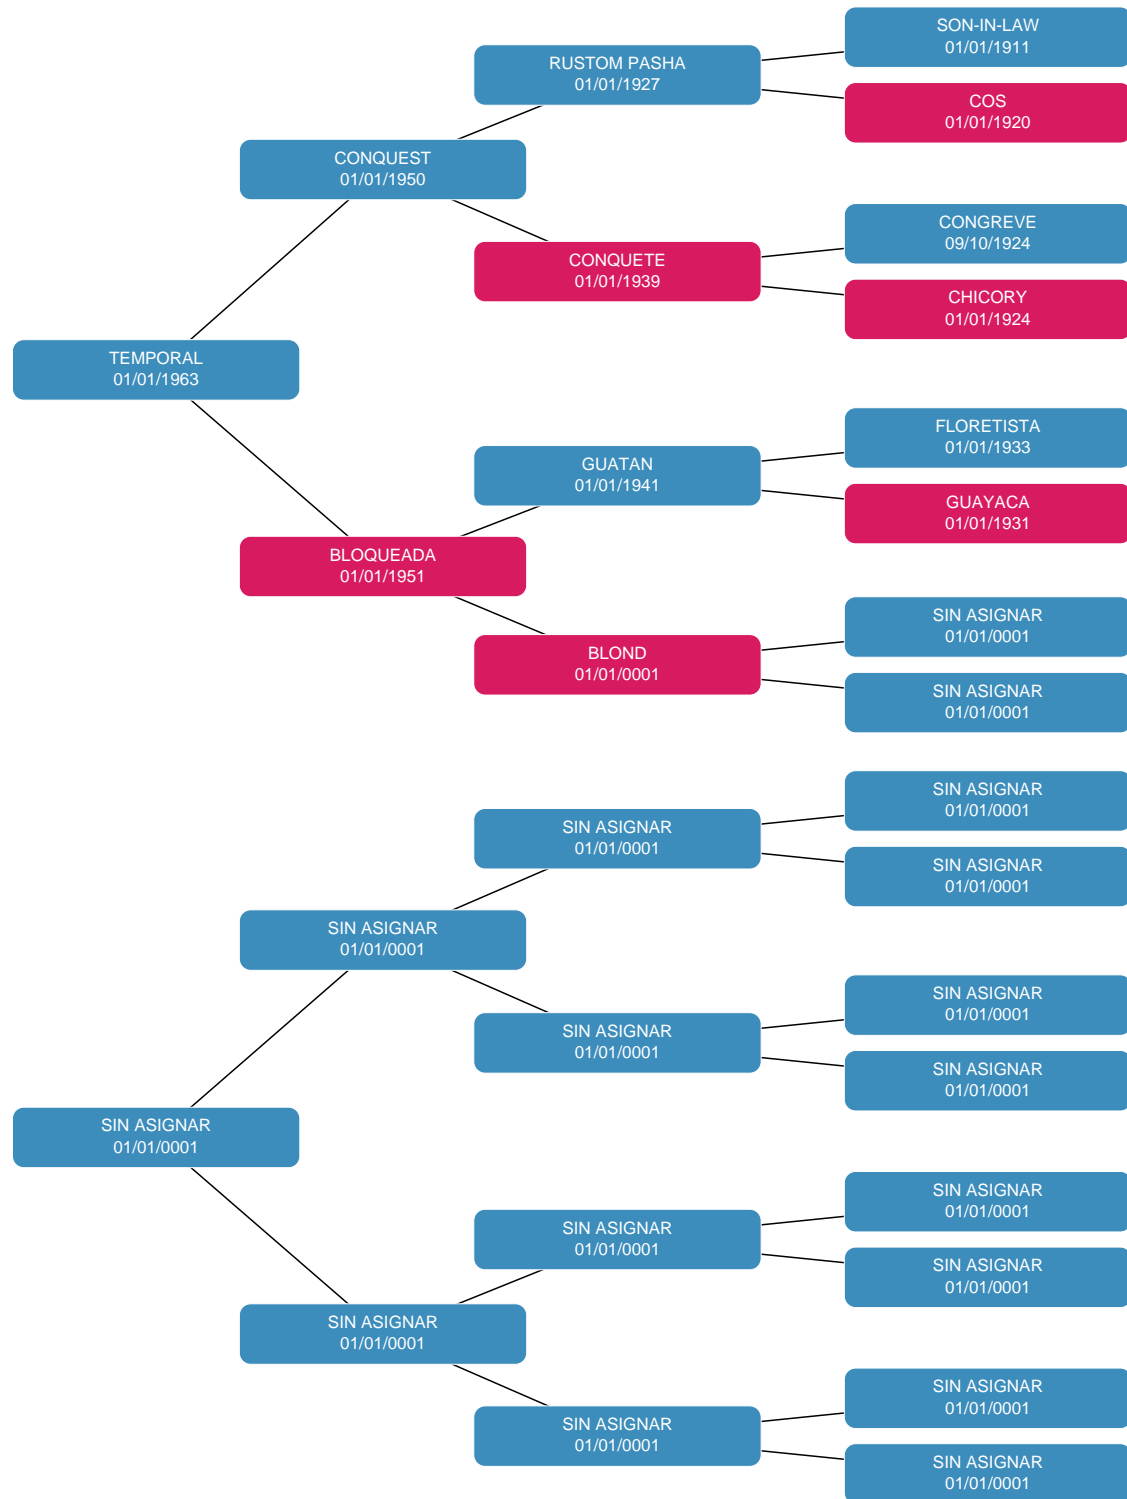 SON-IN-LAW
01/01/1911
RUSTOM PASHA
01/01/1927
COS
01/01/1920
CONQUEST
01/01/1950
CONGREVE
09/10/1924
CONQUETE
01/01/1939
CHICORY
01/01/1924
TEMPORAL
01/01/1963
FLORETISTA
01/01/1933
GUATAN
01/01/1941
GUAYACA
01/01/1931
BLOQUEADA
01/01/1951
SIN ASIGNAR
01/01/0001
BLOND
01/01/0001
SIN ASIGNAR
01/01/0001
SIN ASIGNAR
01/01/0001
SIN ASIGNAR
01/01/0001
SIN ASIGNAR
01/01/0001
SIN ASIGNAR
01/01/0001
SIN ASIGNAR
01/01/0001
SIN ASIGNAR
01/01/0001
SIN ASIGNAR
01/01/0001
SIN ASIGNAR
01/01/0001
SIN ASIGNAR
01/01/0001
SIN ASIGNAR
01/01/0001
SIN ASIGNAR
01/01/0001
SIN ASIGNAR
01/01/0001
SIN ASIGNAR
01/01/0001
SIN ASIGNAR
01/01/0001
SIN ASIGNAR
01/01/0001